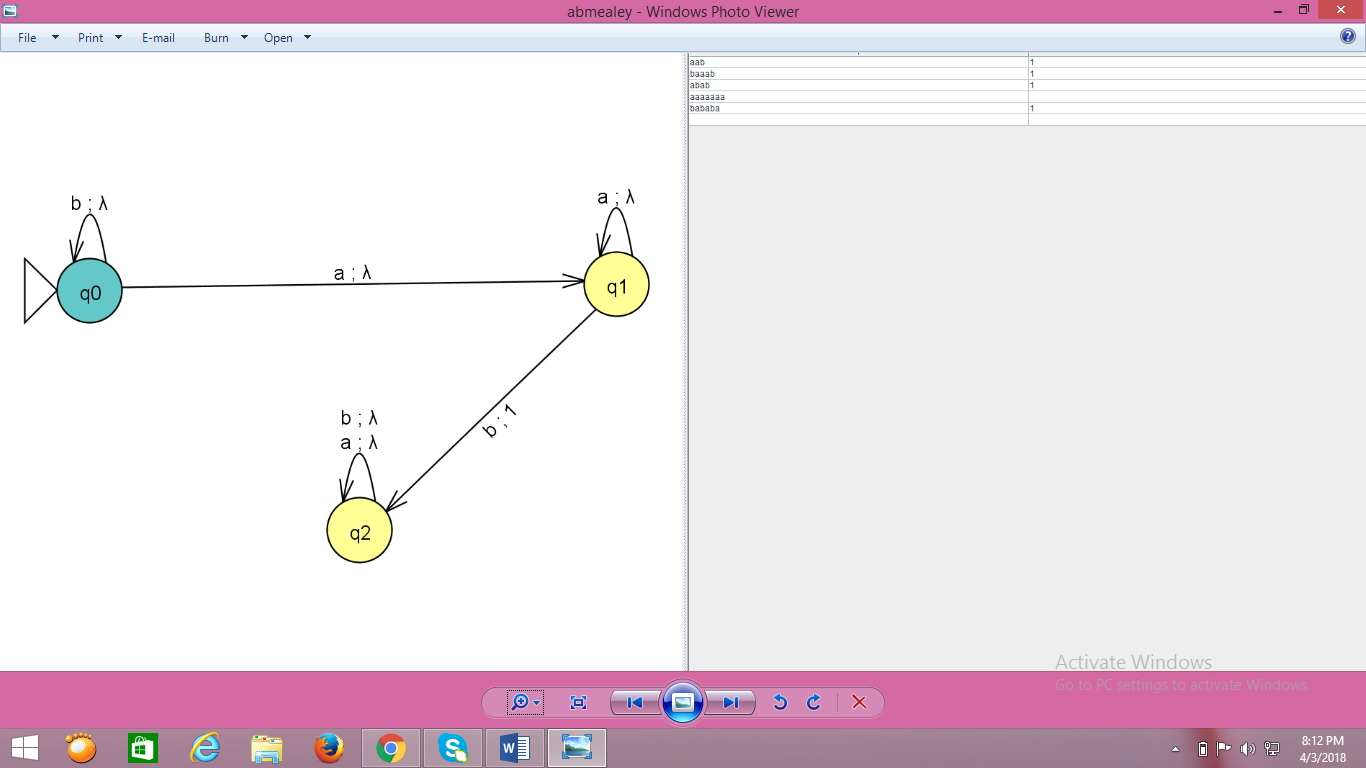 abmealey - Windows Photo Viewer
File Print E-mail Burn Open
aab 1
baaab 1
abab 1
aaaaaaa
bababa 1
b ; λ
a ; λ
a ; λ
q0
q1
b ; 1
b ; λ
a ; λ
q2
Activate Windows
Go to PC settings to activate Windows.
8:12 PM
4/3/2018